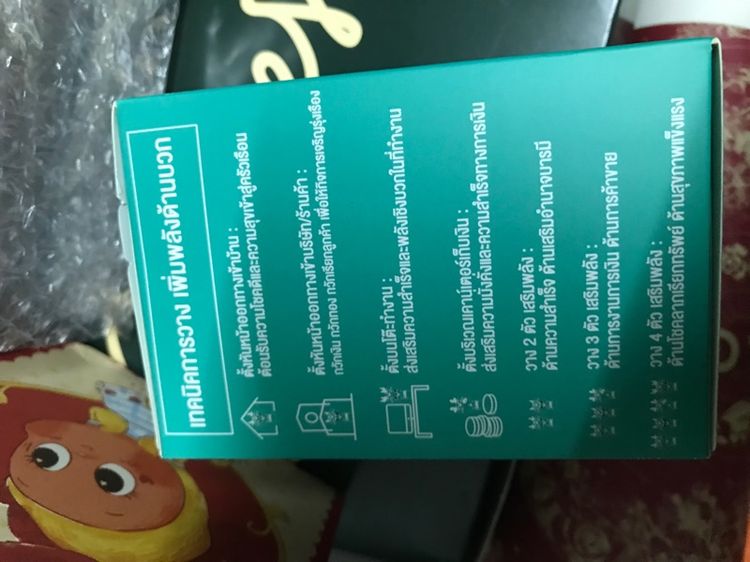 เทคนิคการวาง เพิ่มพลังด้านบวก
ตั้งหันหน้าออกทางเข้าบ้าน :
ต้อนรับความโชคดีและความสุขเข้าสู่ครัวเรือน
ตั้งหันหน้าออกทางเข้าบริษัท/ร้านค้า :
กวักเงิน กวักทอง กวักเรียกลูกค้า เพื่อให้กิจการเจริญรุ่งเรือง
ตั้งบนโต๊ะทำงาน :
ส่งเสริมความสำเร็จและพลังเชิงบวกในที่ทำงาน
ตั้งบริเวณเคาน์เตอร์เก็บเงิน :
ส่งเสริมความมั่งคั่งและความสำเร็จทางการเงิน
วาง 2 ตัว เสริมพลัง :
ด้านความสำเร็จ ด้านเสริมอำนาจบารมี
วาง 3 ตัว เสริมพลัง :
ด้านการงานการเงิน ด้านการค้าขาย
วาง 4 ตัว เสริมพลัง :
ด้านโชคลาภเรียกทรัพย์ ด้านสุขภาพแข็งแรง